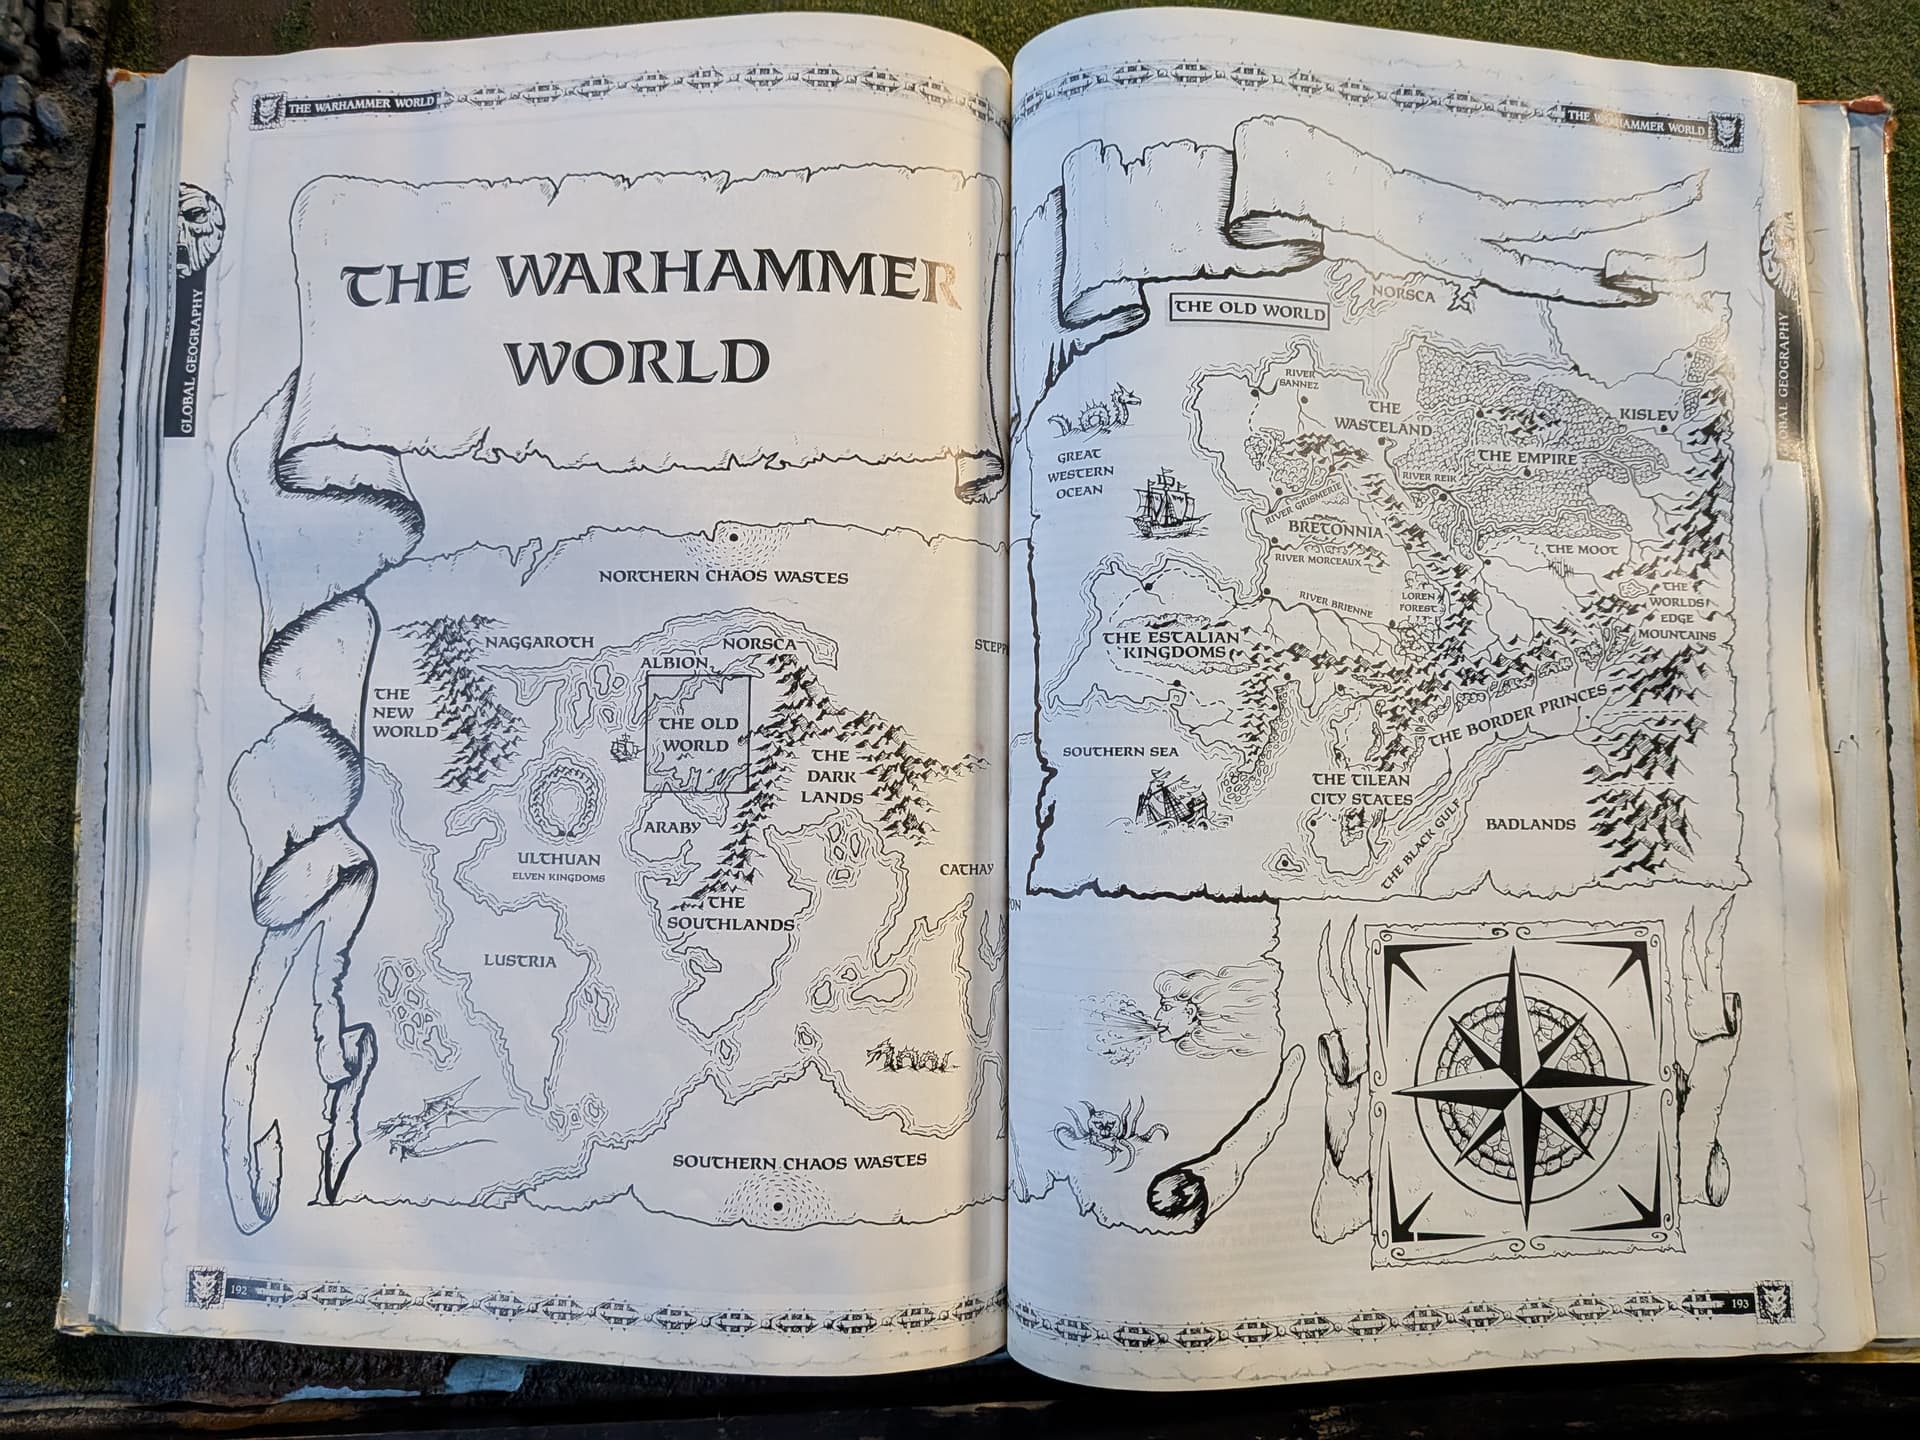 THE WARHAMMER WORLD
GLOBAL GEOGRAPHY
THE WARHAMMER
WORLD
NORTHERN CHAOS WASTES
NAGGAROTH
NORSCA
ALBION
THE
NEW
WORLD
THE OLD
WORLD
THE
DARK
LANDS
ARABY
ULTHUAN
ELVEN KINGDOMS
CATHAY
THE
SOUTHLANDS
LUSTRIA
SOUTHERN CHAOS WASTES
192
THE WARHAMMER WORLD
GLOBAL GEOGRAPHY
THE OLD WORLD
NORSCA
RIVER
SANNEZ
THE
WASTELAND
KISLEV
GREAT
WESTERN
OCEAN
THE EMPIRE
RIVER REIK
RIVER GRISMERIE
BRETONNIA
RIVER MORCEAUX
THE MOOT
LOREN
FOREST
RIVER BRIENNE
THE
WORLDS
EDGE
MOUNTAINS
THE ESTALIAN
KINGDOMS
THE BORDER PRINCES
SOUTHERN SEA
THE TILEAN
CITY STATES
THE BLACK GULF
BADLANDS
193